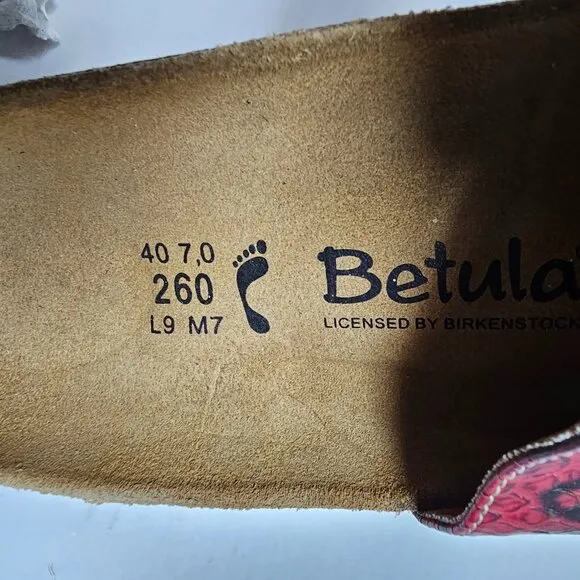 40 7,0
260
L9 M7
Betula
LICENSED BY BIRKENSTOCK